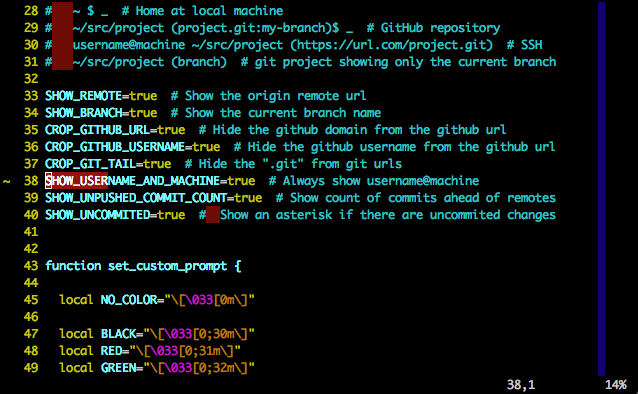 28 #   ~ $ _  # Home at local machine
29 #   ~/src/project (project.git:my-branch)$ _  # GitHub repository
30 #   username@machine ~/src/project (https://url.com/project.git)  # SSH
31 #   ~/src/project (branch)  # git project showing only the current branch
32
33 SHOW_REMOTE=true  # Show the origin remote url
34 SHOW_BRANCH=true  # Show the current branch name
35 CROP_GITHUB_URL=true  # Hide the github domain from the github url
36 CROP_GITHUB_USERNAME=true  # Hide the github username from the github url
37 CROP_GIT_TAIL=true  # Hide the ".git" from git urls
~ 38 SHOW_USERNAME_AND_MACHINE=true  # Always show username@machine
39 SHOW_UNPUSHED_COMMIT_COUNT=true  # Show count of commits ahead of remotes
40 SHOW_UNCOMMITED=true  # Show an asterisk if there are uncommited changes
41
42
43 function set_custom_prompt {
44
45   local NO_COLOR="\[\033[0m\]"
46
47   local BLACK="\[\033[0;30m\]"
48   local RED="\[\033[0;31m\]"
49   local GREEN="\[\033[0;32m\]"
38,1 14%